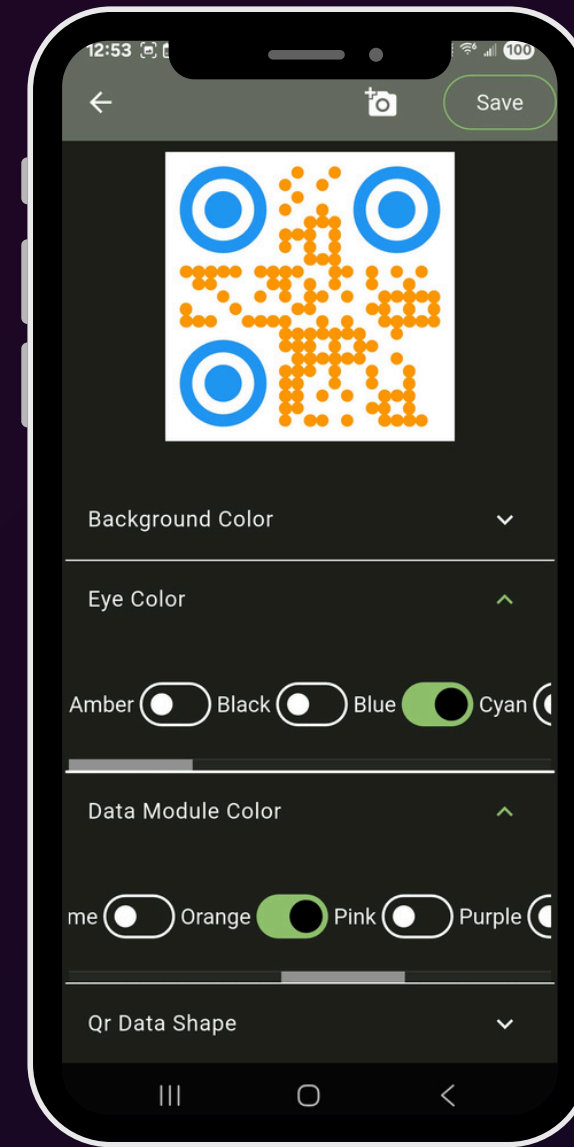 12:53
100
Save
Background Color
Eye Color
Amber Black Blue Cyan
Data Module Color
me Orange Pink Purple
Qr Data Shape